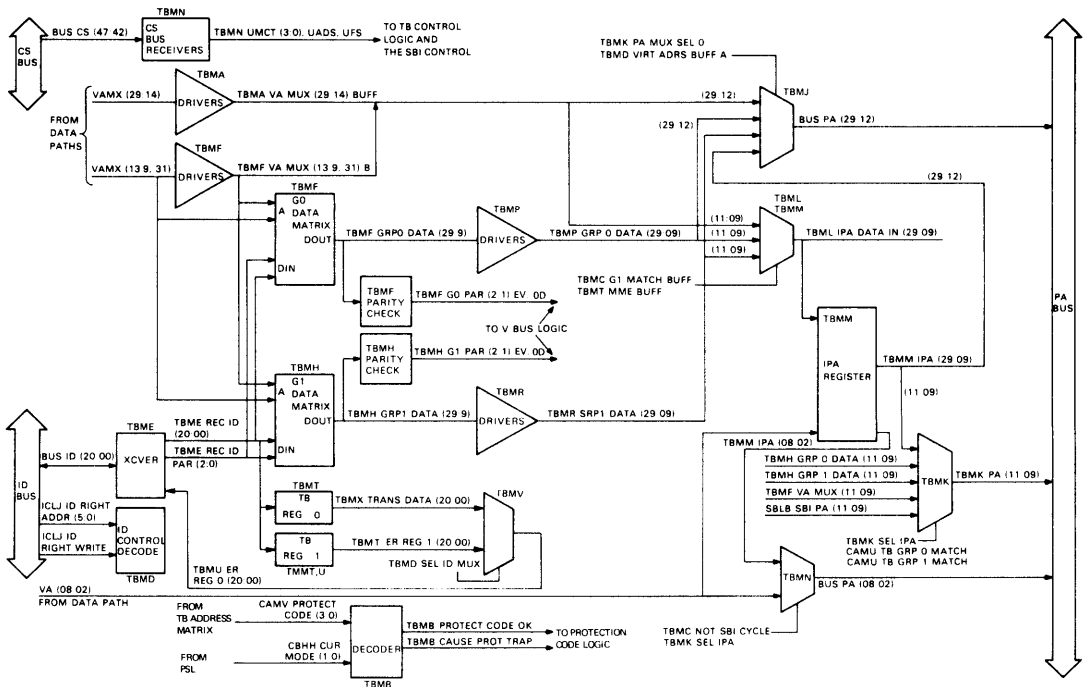 TBMN
BUS CS (47 42)
CS
BUS
RECEIVERS
TBMN UMCT (3:0), UADS, UFS
TO TB CONTROL
LOGIC AND
THE SBI CONTROL
CS
BUS
TBMK PA MUX SEL 0
TBMD VIRT ADRS BUFF A
TBMA
VAMX (29:14)
DRIVERS
TBMA VA MUX (29 14) BUFF
(29:12)
TBMJ
BUS PA (29 12)
(29 12)
FROM
DATA
PATHS
TBMF
VAMX (13 9, 31)
DRIVERS
TBMF VA MUX (13 9, 31) B
(29 12)
TBMF
G0
A DATA
MATRIX
DOUT
DIN
TBMF GRP0 DATA (29 9)
TBMP
DRIVERS
TBMP GRP 0 DATA (29 09)
TBML
TBMM
(11:09)
(11 09)
(11 09)
TBML IPA DATA IN (29 09)
TBMC G1 MATCH BUFF
TBMT MME BUFF
TBMF
PARITY
CHECK
TBMF G0 PAR (2 1) EV. 0D
TO V BUS LOGIC
TBMH
PARITY
CHECK
TBMH G1 PAR (2 1) EV, 0D
PA
BUS
TBMM
IPA
REGISTER
TBMM IPA (29 09)
(11 09)
TBMH
G1
A DATA
MATRIX
DOUT
DIN
TBMH GRP1 DATA (29 9)
TBMR
DRIVERS
TBMR SRP1 DATA (29 09)
TBME
XCVER
TBME REC ID
(20:00)
TBME REC ID
PAR (2:0)
BUS ID (20 00)
ID
BUS
TBMM IPA (08 02)
TBMH GRP 0 DATA (11 09)
TBMH GRP 1 DATA (11 09)
TBMF VA MUX (11 09)
SBLB SBI PA (11 09)
TBMK
TBMK PA (11 09)
TBMK SEL IPA
CAMU TB GRP 0 MATCH
CAMU TB GRP 1 MATCH
ICLJ ID RIGHT
ADDR (5:0)
ICLJ ID
RIGHT WRITE
ID
CONTROL
DECODE
TBMD
TBMT
TB
REG 0
TBMX TRANS DATA (20 00)
TBMV
TB
REG 1
TMMT,U
TBMT ER REG 1 (20 00)
TBMD SEL ID MUX
TBMU ER
REG 0 (20:00)
VA (08 02)
FROM DATA PATH
TBMN
BUS PA (08 02)
TBMC NOT SBI CYCLE
TBMK SEL IPA
FROM
TB ADDRESS
MATRIX
CAMV PROTECT
CODE (3 0)
FROM
PSL
CBHH CUR
MODE (1 0)
DECODER
TBMB
TBMB PROTECT CODE OK
TBMB CAUSE PROT TRAP
TO PROTECTION
CODE LOGIC